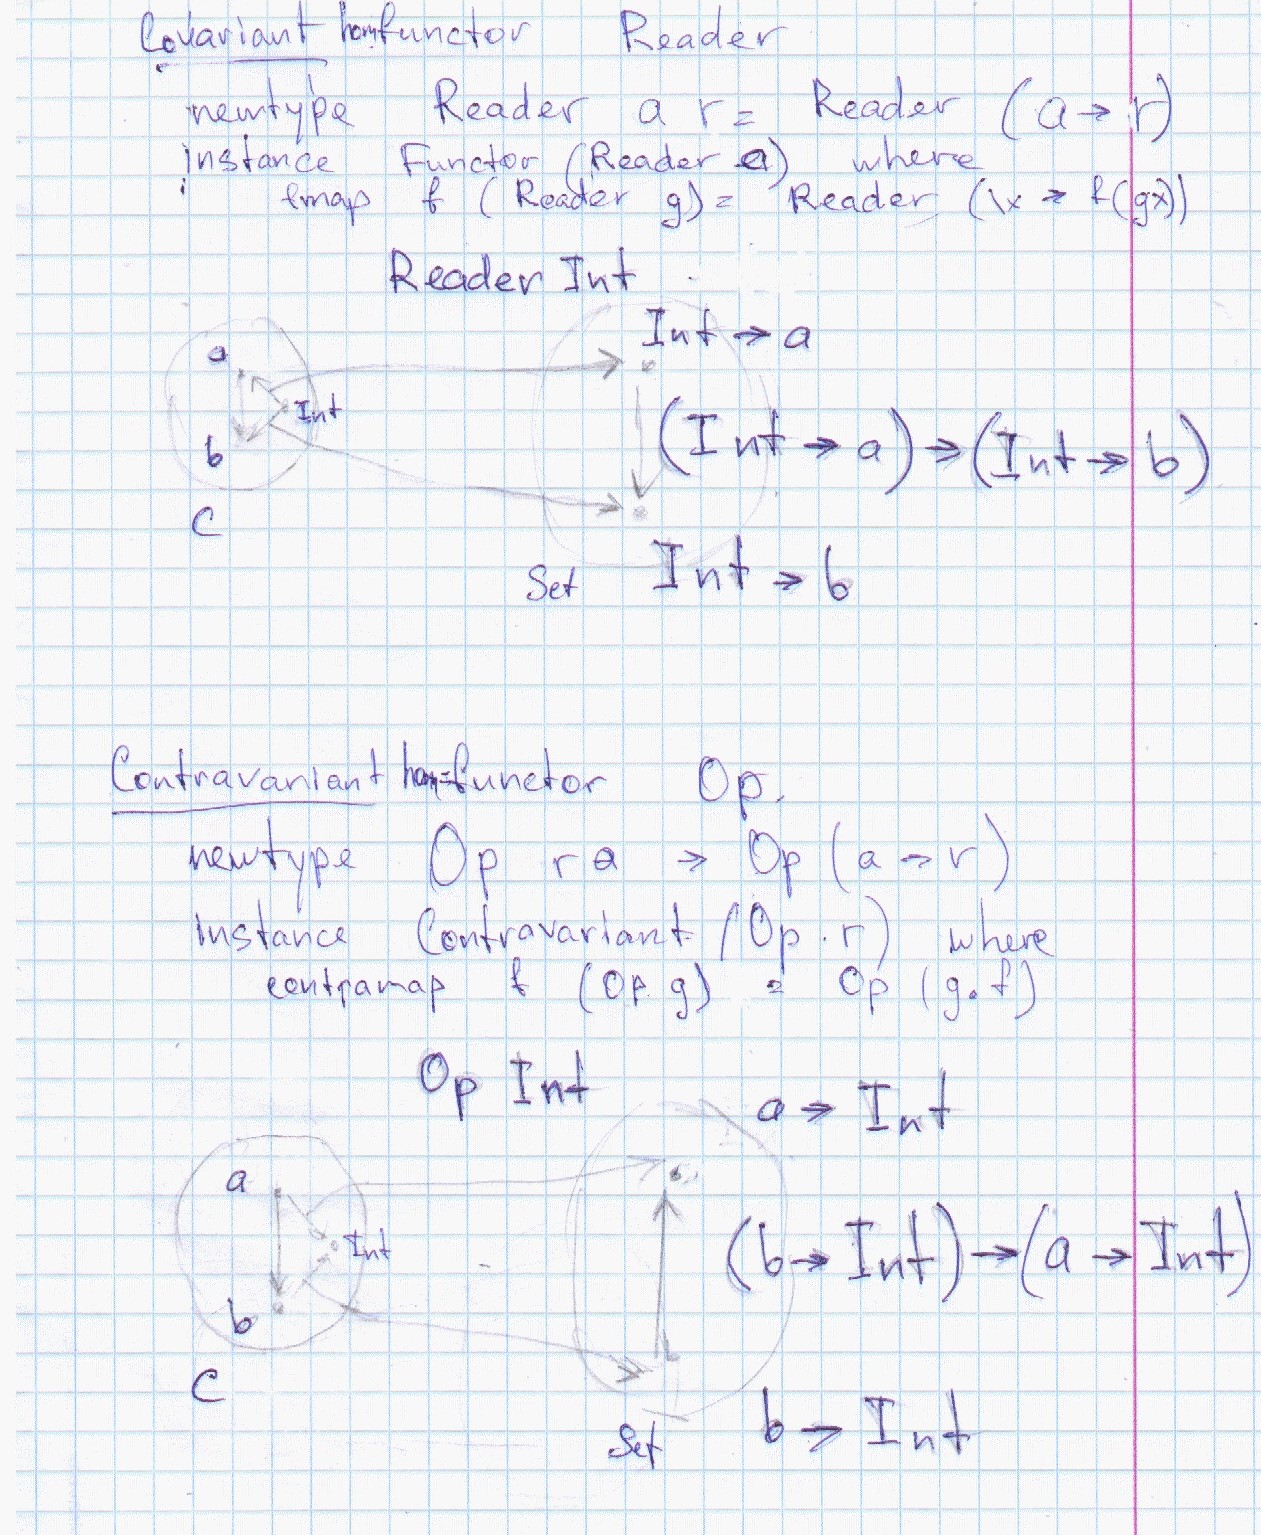 Covariant hom-functor Reader
newtype Reader a r = Reader (a → r)
instance Functor (Reader a) where
fmap f (Reader g) = Reader (\x → f(gx))
Reader Int
Int → a
a
Int
(Int → a) → (Int → b)
b
C
Set
Int → b
Contravariant hom-functor Op.
newtype Op r a → Op (a → r)
instance Contravariant (Op r) where
contramap f (Op g) = Op (g . f)
Op Int
a → Int
a
Int
(b → Int) → (a → Int)
b
C
b → Int
Set